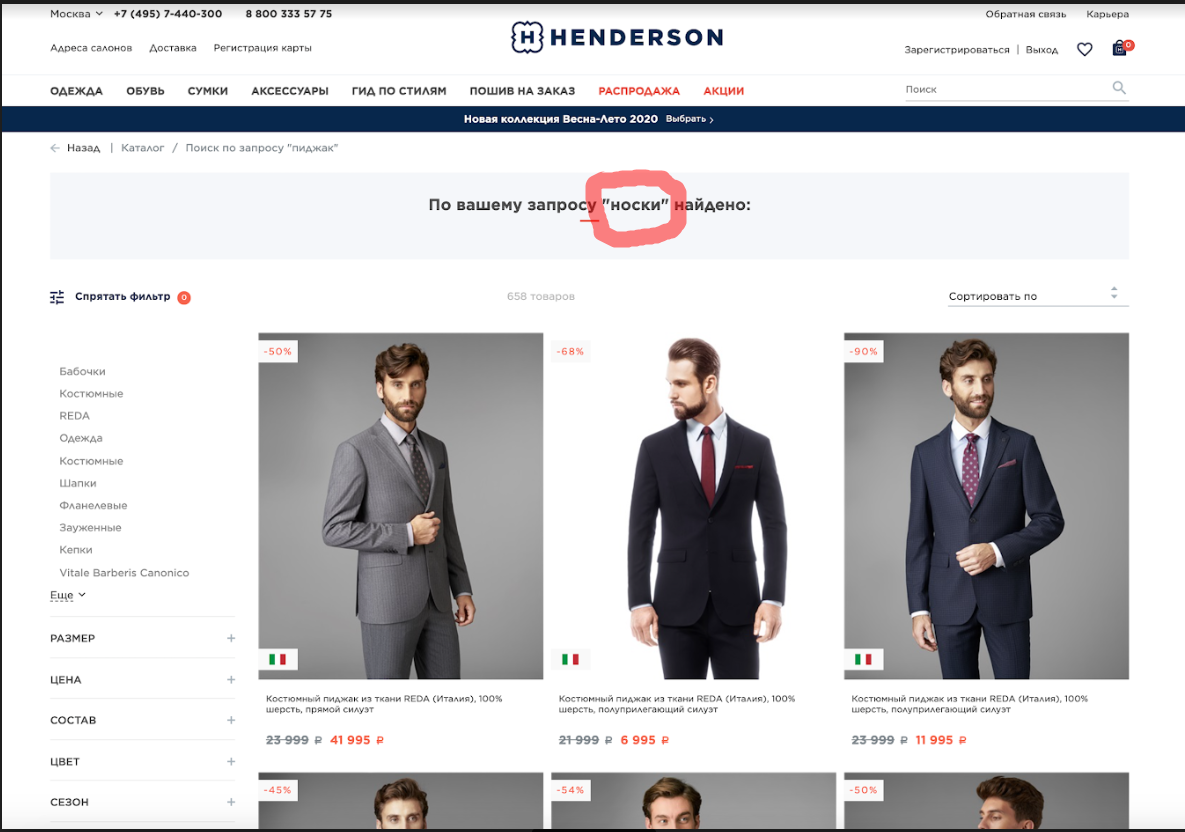 Москва +7 (495) 7-440-300 8 800 333 57 75 Обратная связь Карьера
Адреса салонов Доставка Регистрация карты H HENDERSON Зарегистрироваться | Выход 0
ОДЕЖДА ОБУВЬ СУМКИ АКСЕССУАРЫ ГИД ПО СТИЛЯМ ПОШИВ НА ЗАКАЗ РАСПРОДАЖА АКЦИИ Поиск
Новая коллекция Весна-Лето 2020 Выбрать
Назад | Каталог / Поиск по запросу "пиджак"
По вашему запросу "носки" найдено:
Спрятать фильтр 0 658 товаров Сортировать по
-50% -68% -90%
Бабочки
Костюмные
REDA
Одежда
Костюмные
Шапки
Фланелевые
Зауженные
Кепки
Vitale Barberis Canonico
Еще
РАЗМЕР +
ЦЕНА +
СОСТАВ +
ЦВЕТ +
СЕЗОН +
Костюмный пиджак из ткани REDA (Италия), 100%
шерсть, прямой силуэт
23 999 ₽ 41 995 ₽
Костюмный пиджак из ткани REDA (Италия), 100%
шерсть, полуприлегающий силуэт
21 999 ₽ 6 995 ₽
Костюмный пиджак из ткани REDA (Италия), 100%
шерсть, полуприлегающий силуэт
23 999 ₽ 11 995 ₽
-45% -54% -50%